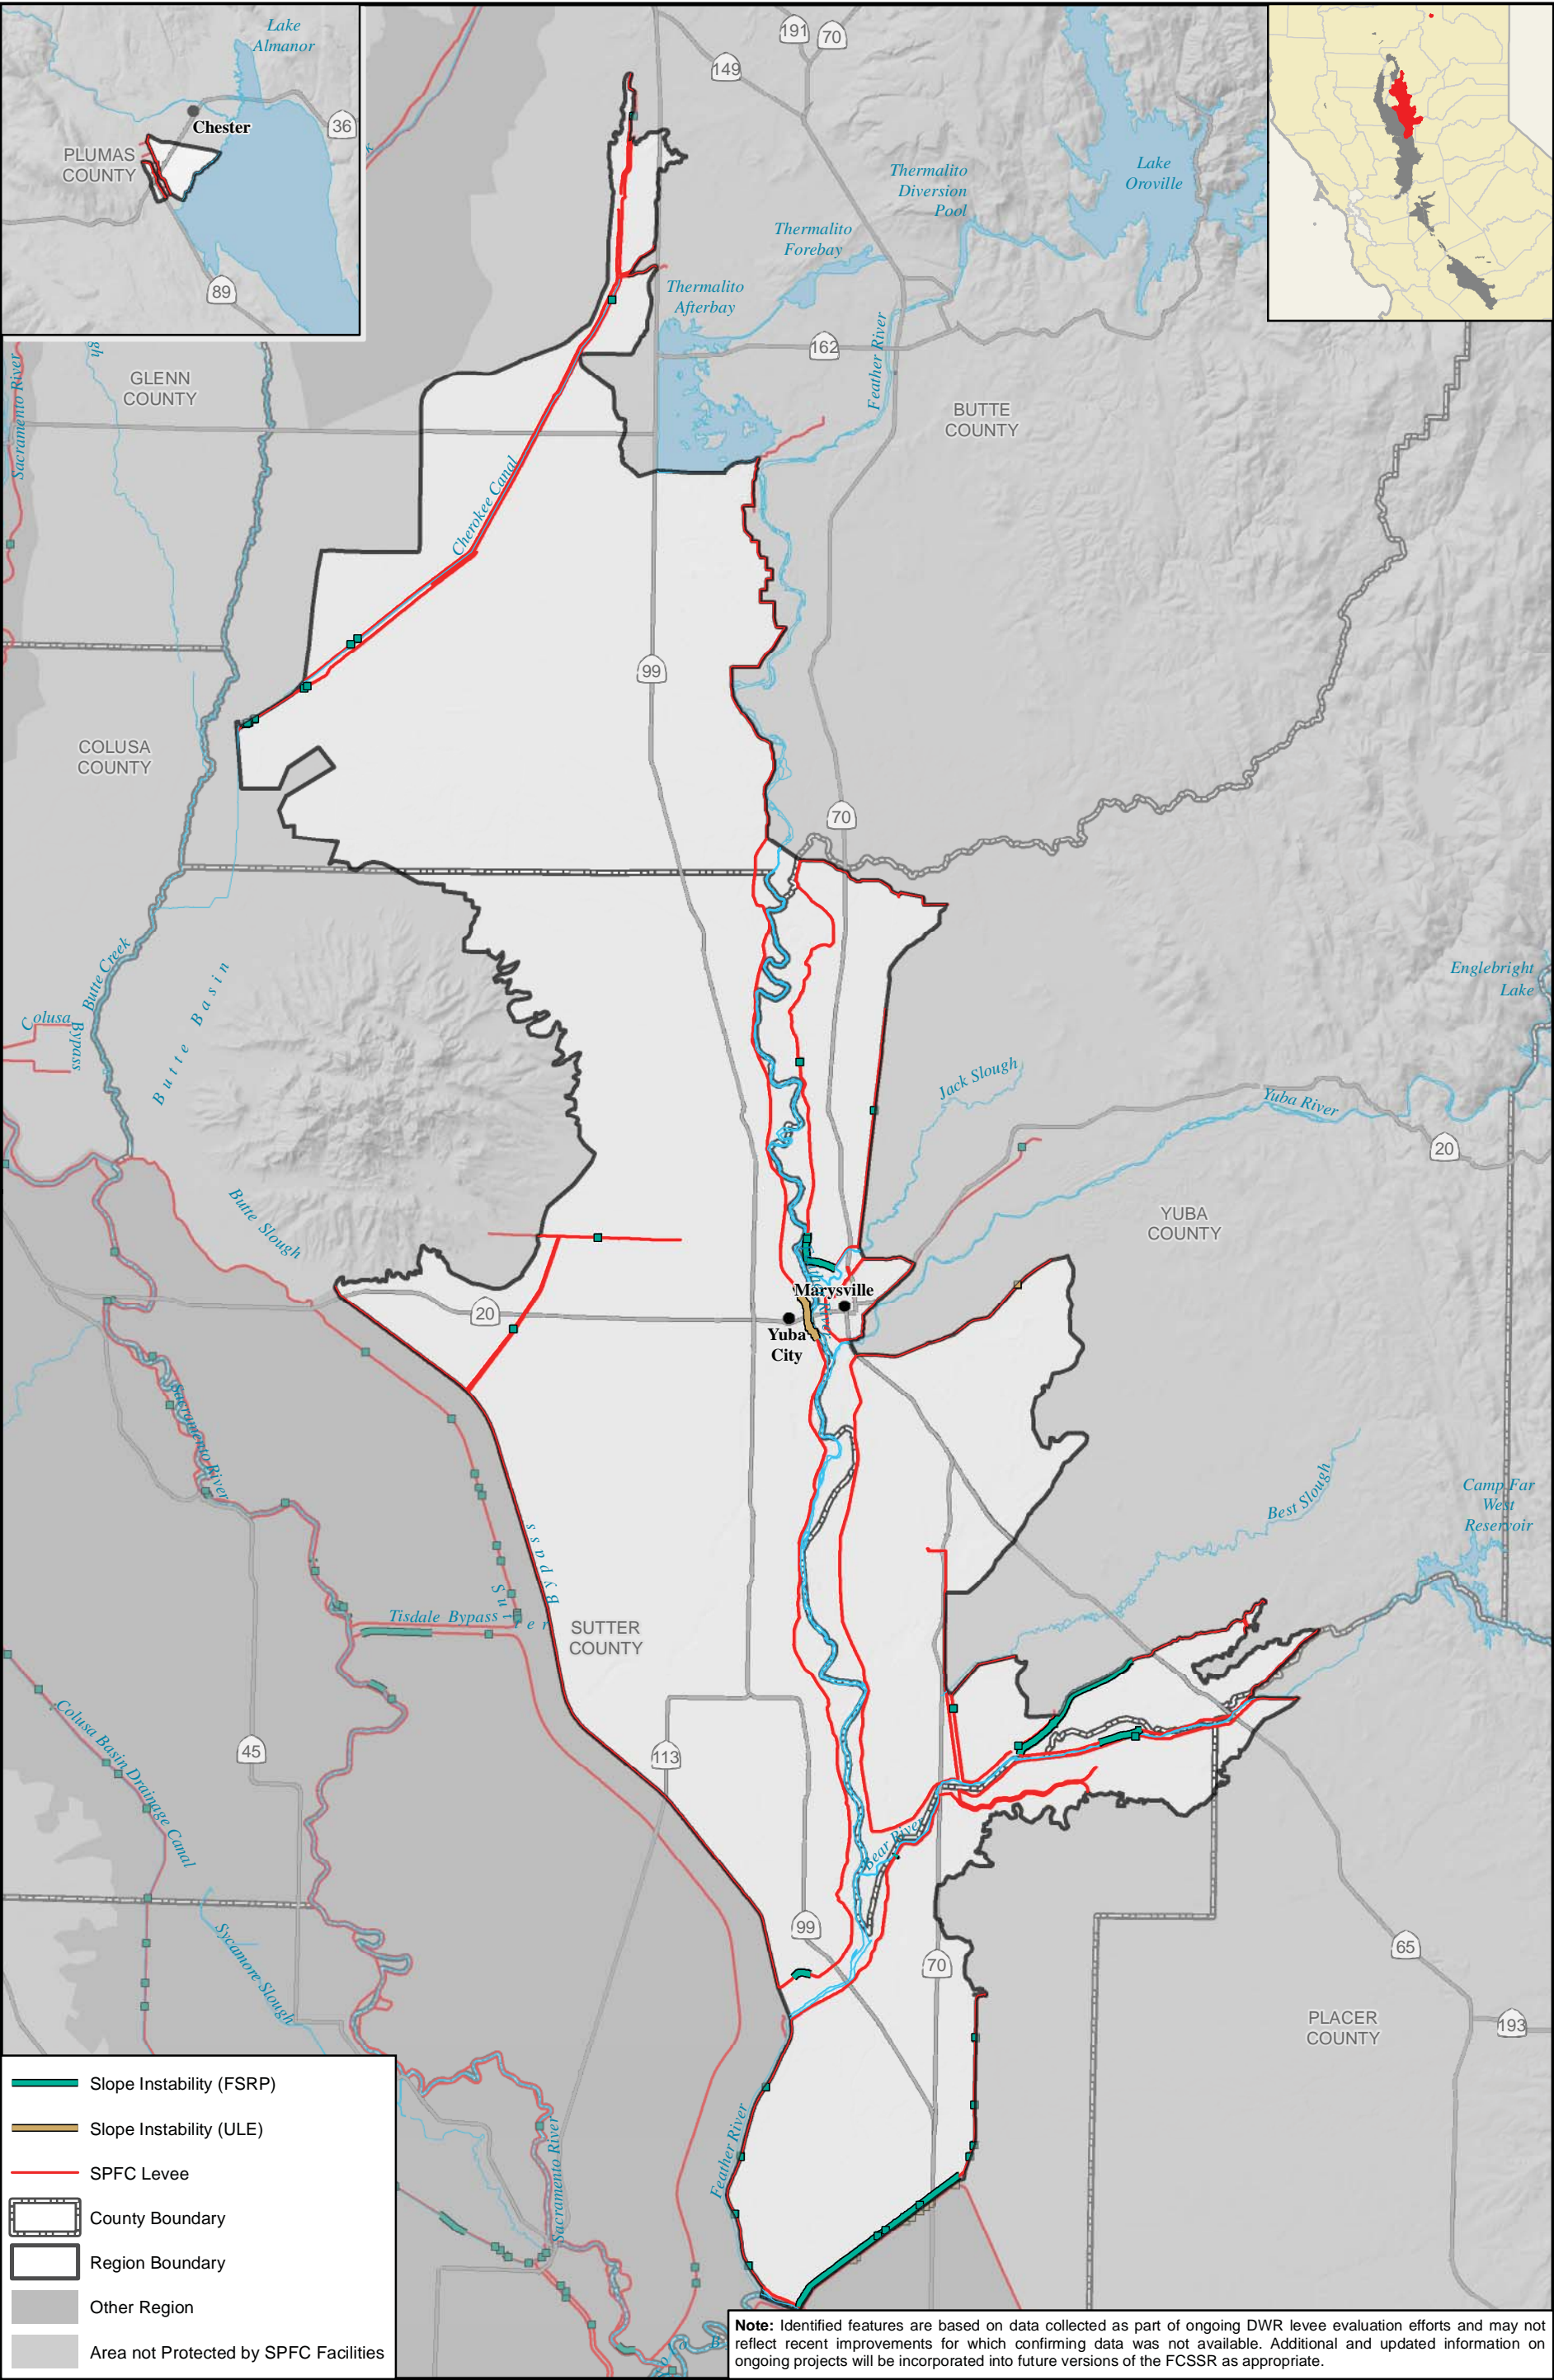 Lake
Almanor
Chester
36
PLUMAS
COUNTY
89
191
70
149
Thermalito
Diversion
Pool
Lake
Oroville
Thermalito
Forebay
Thermalito
Afterbay
162
Feather River
BUTTE
COUNTY
GLENN
COUNTY
Sacramento River
Cherokee Canal
99
COLUSA
COUNTY
70
Butte Creek
Butte Basin
Colusa
Bypass
Englebright
Lake
Jack Slough
Yuba River
20
YUBA
COUNTY
Butte Slough
Marysville
20
Yuba
City
Sacramento River
Best Slough
Camp Far
West
Reservoir
Sutter
Bypass
Tisdale Bypass
SUTTER
COUNTY
Colusa Basin Drainage Canal
45
113
Bear River
99
70
65
Sycamore Slough
PLACER
COUNTY
193
Feather River
Sacramento River
Slope Instability (FSRP)
Slope Instability (ULE)
SPFC Levee
County Boundary
Region Boundary
Other Region
Area not Protected by SPFC Facilities
Note: Identified features are based on data collected as part of ongoing DWR levee evaluation efforts and may not
reflect recent improvements for which confirming data was not available. Additional and updated information on
ongoing projects will be incorporated into future versions of the FCSSR as appropriate.